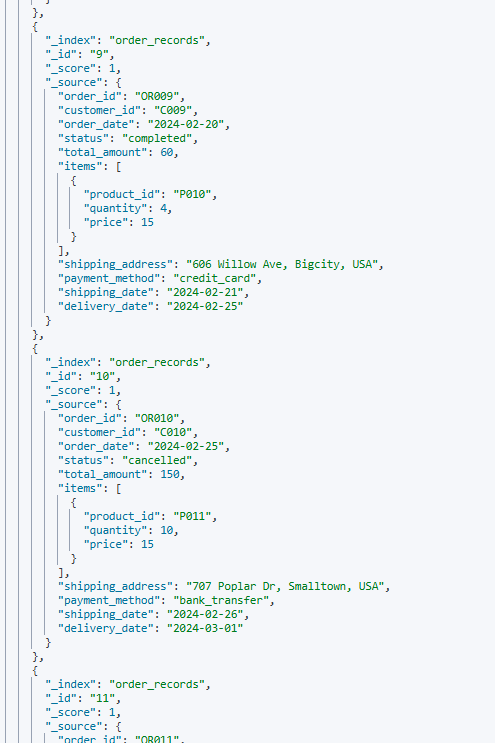 },
{
"_index": "order_records",
"_id": "9",
"_score": 1,
"_source": {
"order_id": "OR009",
"customer_id": "C009",
"order_date": "2024-02-20",
"status": "completed",
"total_amount": 60,
"items": [
{
"product_id": "P010",
"quantity": 4,
"price": 15
}
],
"shipping_address": "606 Willow Ave, Bigcity, USA",
"payment_method": "credit_card",
"shipping_date": "2024-02-21",
"delivery_date": "2024-02-25"
}
},
{
"_index": "order_records",
"_id": "10",
"_score": 1,
"_source": {
"order_id": "OR010",
"customer_id": "C010",
"order_date": "2024-02-25",
"status": "cancelled",
"total_amount": 150,
"items": [
{
"product_id": "P011",
"quantity": 10,
"price": 15
}
],
"shipping_address": "707 Poplar Dr, Smalltown, USA",
"payment_method": "bank_transfer",
"shipping_date": "2024-02-26",
"delivery_date": "2024-03-01"
}
},
{
"_index": "order_records",
"_id": "11",
"_score": 1,
"_source": {
"order_id": "OR011",